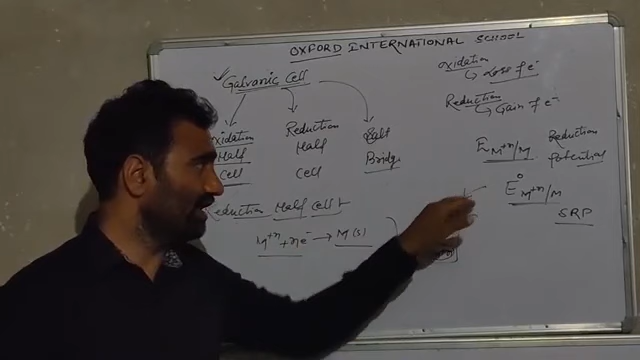 OXFORD INTERNATIONAL SCHOOL
Galvanic Cell
oxidation
Half
Cell
Reduction
Half
Cell
Salt
Bridge
Reduction Half Cell
M⁺ⁿ + ne⁻ → M(s)
oxidation
Loss of e⁻
Reduction
Gain of e⁻
E M⁺ⁿ/M Reduction
potential
E° M⁺ⁿ/M
SRP